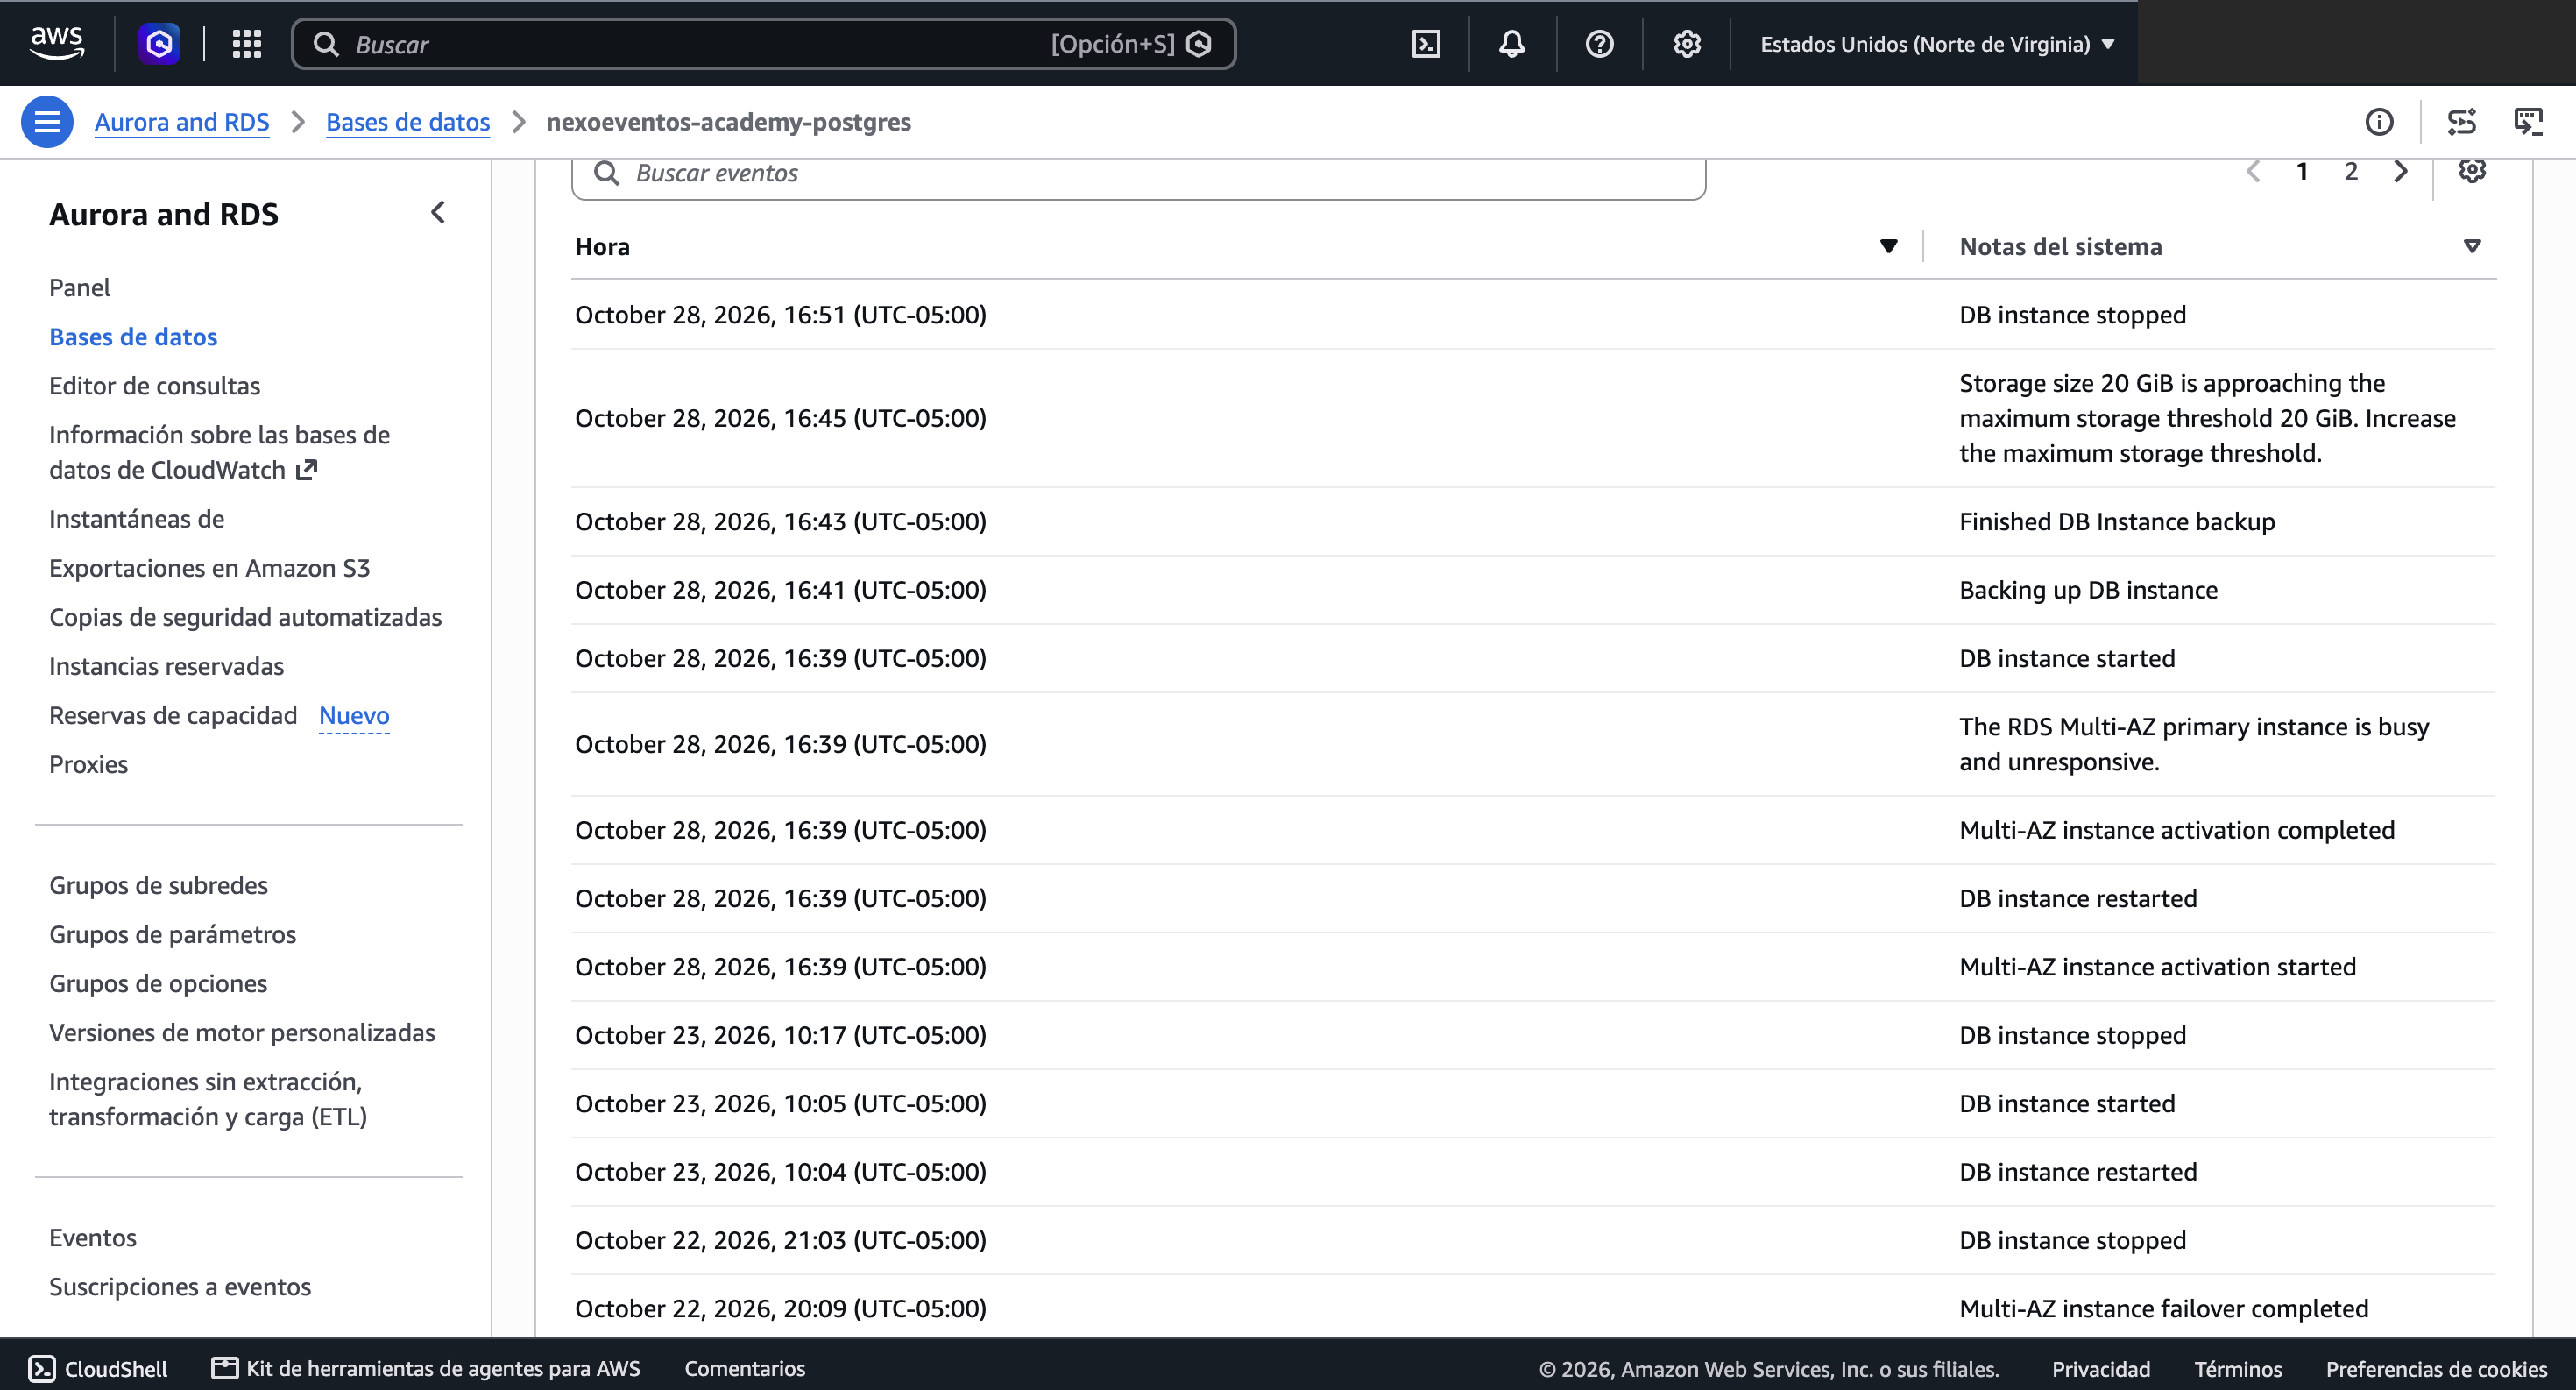 aws
Buscar
[Opción+S]
Estados Unidos (Norte de Virginia)
Aurora and RDS
Bases de datos
nexoeventos-academy-postgres
Aurora and RDS
Panel
Bases de datos
Editor de consultas
Información sobre las bases de
datos de CloudWatch
Instantáneas de
Exportaciones en Amazon S3
Copias de seguridad automatizadas
Instancias reservadas
Reservas de capacidad Nuevo
Proxies
Grupos de subredes
Grupos de parámetros
Grupos de opciones
Versiones de motor personalizadas
Integraciones sin extracción,
transformación y carga (ETL)
Eventos
Suscripciones a eventos
Buscar eventos
1 2
Hora Notas del sistema
October 28, 2026, 16:51 (UTC-05:00) DB instance stopped
October 28, 2026, 16:45 (UTC-05:00) Storage size 20 GiB is approaching the
maximum storage threshold 20 GiB. Increase
the maximum storage threshold.
October 28, 2026, 16:43 (UTC-05:00) Finished DB Instance backup
October 28, 2026, 16:41 (UTC-05:00) Backing up DB instance
October 28, 2026, 16:39 (UTC-05:00) DB instance started
October 28, 2026, 16:39 (UTC-05:00) The RDS Multi-AZ primary instance is busy
and unresponsive.
October 28, 2026, 16:39 (UTC-05:00) Multi-AZ instance activation completed
October 28, 2026, 16:39 (UTC-05:00) DB instance restarted
October 28, 2026, 16:39 (UTC-05:00) Multi-AZ instance activation started
October 23, 2026, 10:17 (UTC-05:00) DB instance stopped
October 23, 2026, 10:05 (UTC-05:00) DB instance started
October 23, 2026, 10:04 (UTC-05:00) DB instance restarted
October 22, 2026, 21:03 (UTC-05:00) DB instance stopped
October 22, 2026, 20:09 (UTC-05:00) Multi-AZ instance failover completed
CloudShell
Kit de herramientas de agentes para AWS
Comentarios
© 2026, Amazon Web Services, Inc. o sus filiales.
Privacidad
Términos
Preferencias de cookies